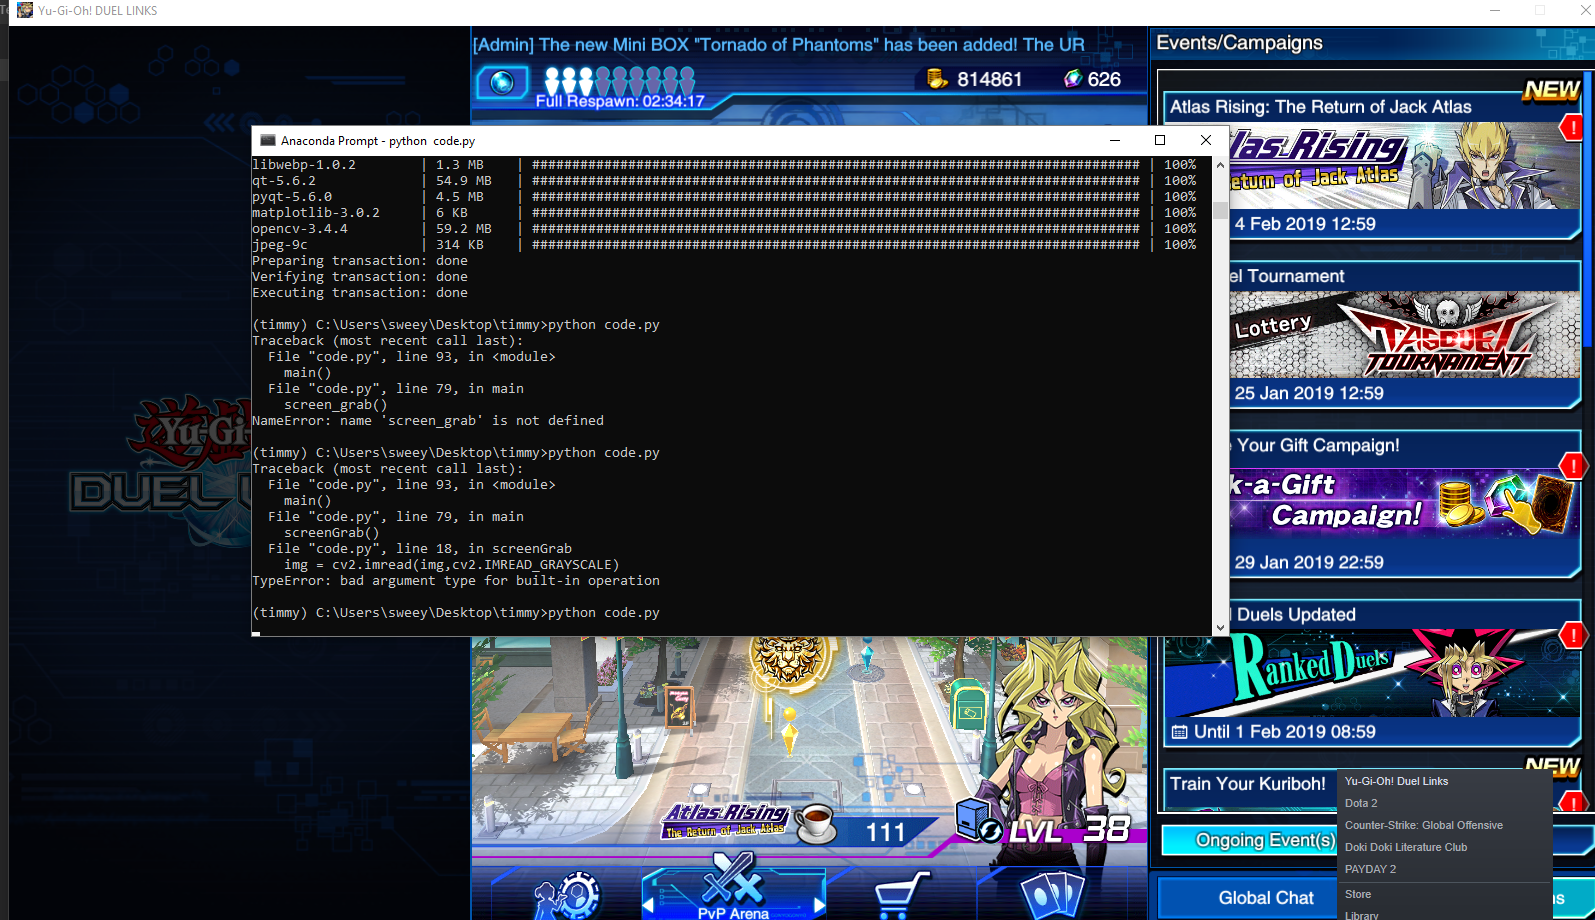 Yu-Gi-Oh! DUEL LINKS
[Admin] The new Mini BOX "Tornado of Phantoms" has been added! The UR
Full Respawn: 02:34:17
814861
626
Events/Campaigns
NEW
Atlas Rising: The Return of Jack Atlas
las Rising
eturn of Jack Atlas
4 Feb 2019 12:59
el Tournament
Lottery
TAG DUEL
TOURNAMENT
25 Jan 2019 12:59
Your Gift Campaign!
k-a-Gift
Campaign!
29 Jan 2019 22:59
l Duels Updated
Ranked Duels
Until 1 Feb 2019 08:59
NEW
Train Your Kuriboh!
Ongoing Event(s)
Global Chat
ns
Yu-Gi-Oh! Duel Links
Dota 2
Counter-Strike: Global Offensive
Doki Doki Literature Club
PAYDAY 2
Store
Library
Anaconda Prompt - python  code.py
libwebp-1.0.2 | 1.3 MB | ############################################################################ | 100%
qt-5.6.2 | 54.9 MB | ############################################################################ | 100%
pyqt-5.6.0 | 4.5 MB | ############################################################################ | 100%
matplotlib-3.0.2 | 6 KB | ############################################################################ | 100%
opencv-3.4.4 | 59.2 MB | ############################################################################ | 100%
jpeg-9c | 314 KB | ############################################################################ | 100%
Preparing transaction: done
Verifying transaction: done
Executing transaction: done
(timmy) C:\Users\sweey\Desktop\timmy>python code.py
Traceback (most recent call last):
File "code.py", line 93, in <module>
main()
File "code.py", line 79, in main
screen_grab()
NameError: name 'screen_grab' is not defined
(timmy) C:\Users\sweey\Desktop\timmy>python code.py
Traceback (most recent call last):
File "code.py", line 93, in <module>
main()
File "code.py", line 79, in main
screenGrab()
File "code.py", line 18, in screenGrab
img = cv2.imread(img,cv2.IMREAD_GRAYSCALE)
TypeError: bad argument type for built-in operation
(timmy) C:\Users\sweey\Desktop\timmy>python code.py
Yu-Gi-
DUEL L
Atlas Rising
The Return of Jack Atlas
111
LVL 38
PvP Arena